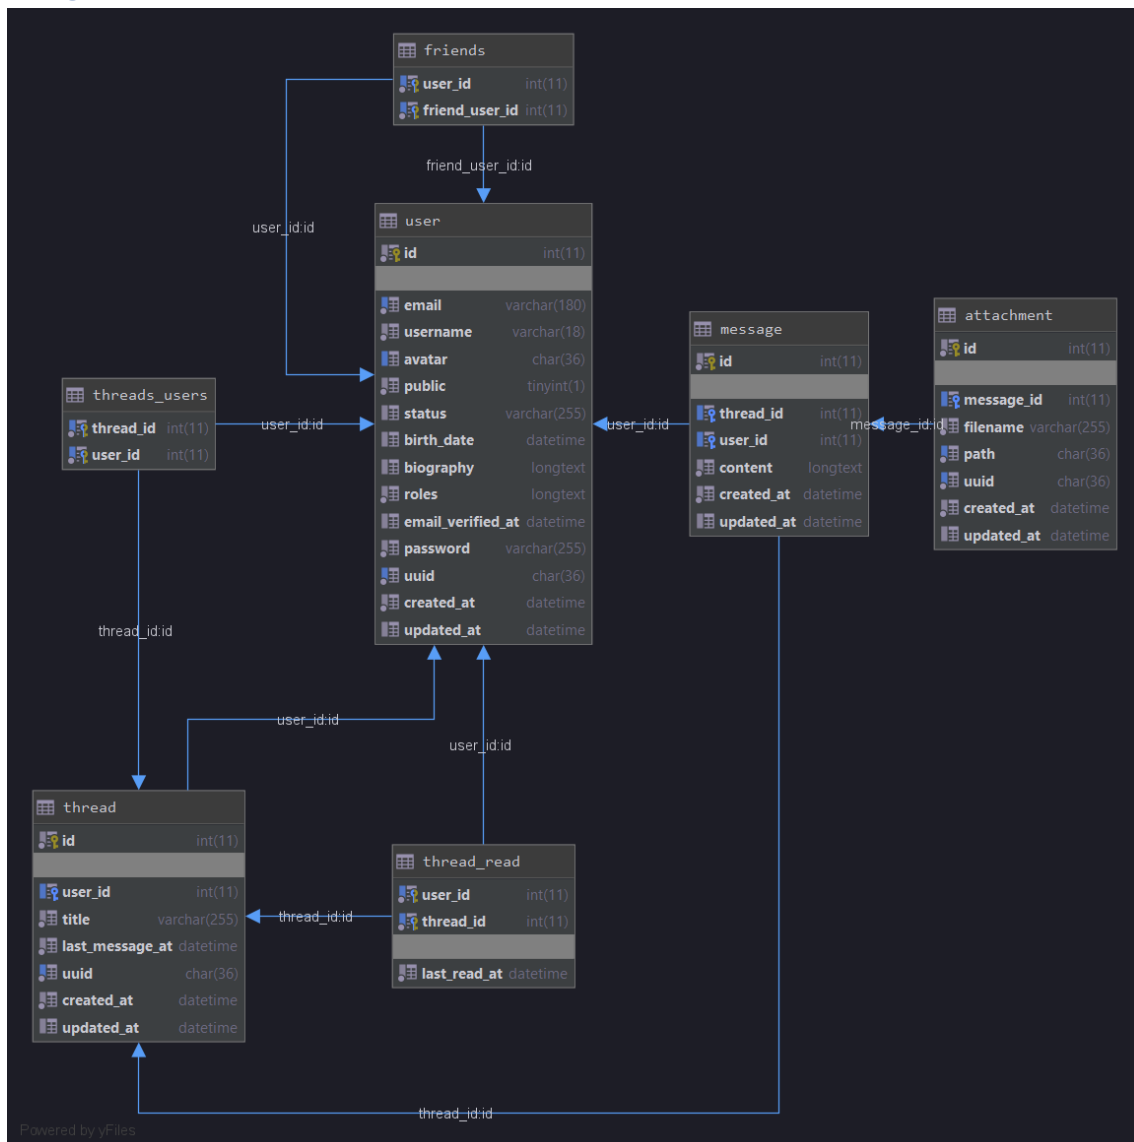 friends
user_id int(11)
friend_user_id int(11)
friend_user_id:id
user_id:id
user
id int(11)
email varchar(180)
username varchar(18)
avatar char(36)
public tinyint(1)
status varchar(255)
birth_date datetime
biography longtext
roles longtext
email_verified_at datetime
password varchar(255)
uuid char(36)
created_at datetime
updated_at datetime
message
id int(11)
thread_id int(11)
user_id int(11)
content longtext
created_at datetime
updated_at datetime
attachment
id int(11)
message_id int(11)
filename varchar(255)
path char(36)
uuid char(36)
created_at datetime
updated_at datetime
threads_users
thread_id int(11)
user_id int(11)
user_id:id
user_id:id
message_id:id
thread_id:id
user_id:id
user_id:id
thread
id int(11)
user_id int(11)
title varchar(255)
last_message_at datetime
uuid char(36)
created_at datetime
updated_at datetime
thread_read
user_id int(11)
thread_id int(11)
last_read_at datetime
thread_id:id
thread_id:id
Powered by yFiles